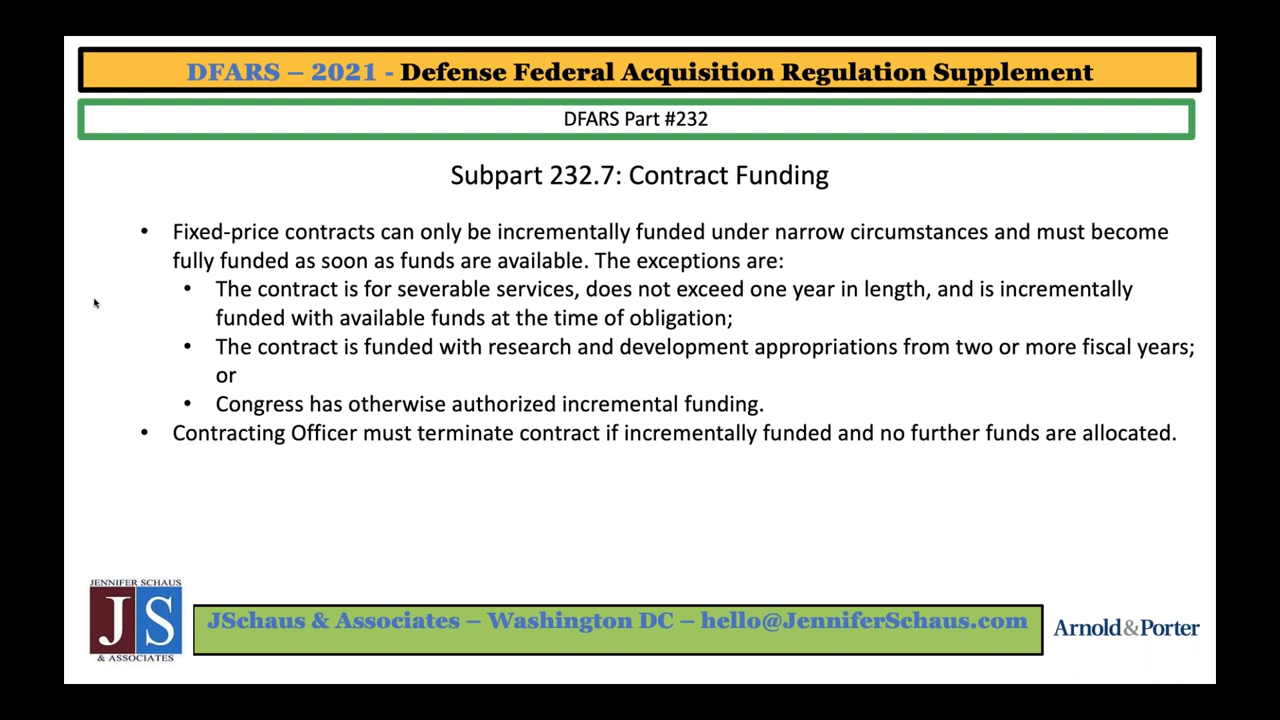 DFARS – 2021 - Defense Federal Acquisition Regulation Supplement
DFARS Part #232
Subpart 232.7: Contract Funding
• Fixed-price contracts can only be incrementally funded under narrow circumstances and must become
fully funded as soon as funds are available. The exceptions are:
• The contract is for severable services, does not exceed one year in length, and is incrementally
funded with available funds at the time of obligation;
• The contract is funded with research and development appropriations from two or more fiscal years;
or
• Congress has otherwise authorized incremental funding.
• Contracting Officer must terminate contract if incrementally funded and no further funds are allocated.
JENNIFER SCHAUS
JS
& ASSOCIATES
JSchaus & Associates – Washington DC – hello@JenniferSchaus.com
Arnold&Porter